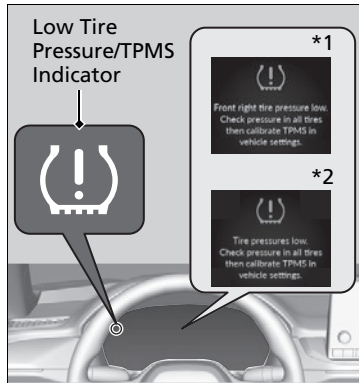 Low Tire
Pressure/TPMS
Indicator
*1
Front right tire pressure low.
Check pressure in all tires
then calibrate TPMS in
vehicle settings.
*2
Tire pressures low.
Check pressure in all tires
then calibrate TPMS in
vehicle settings.